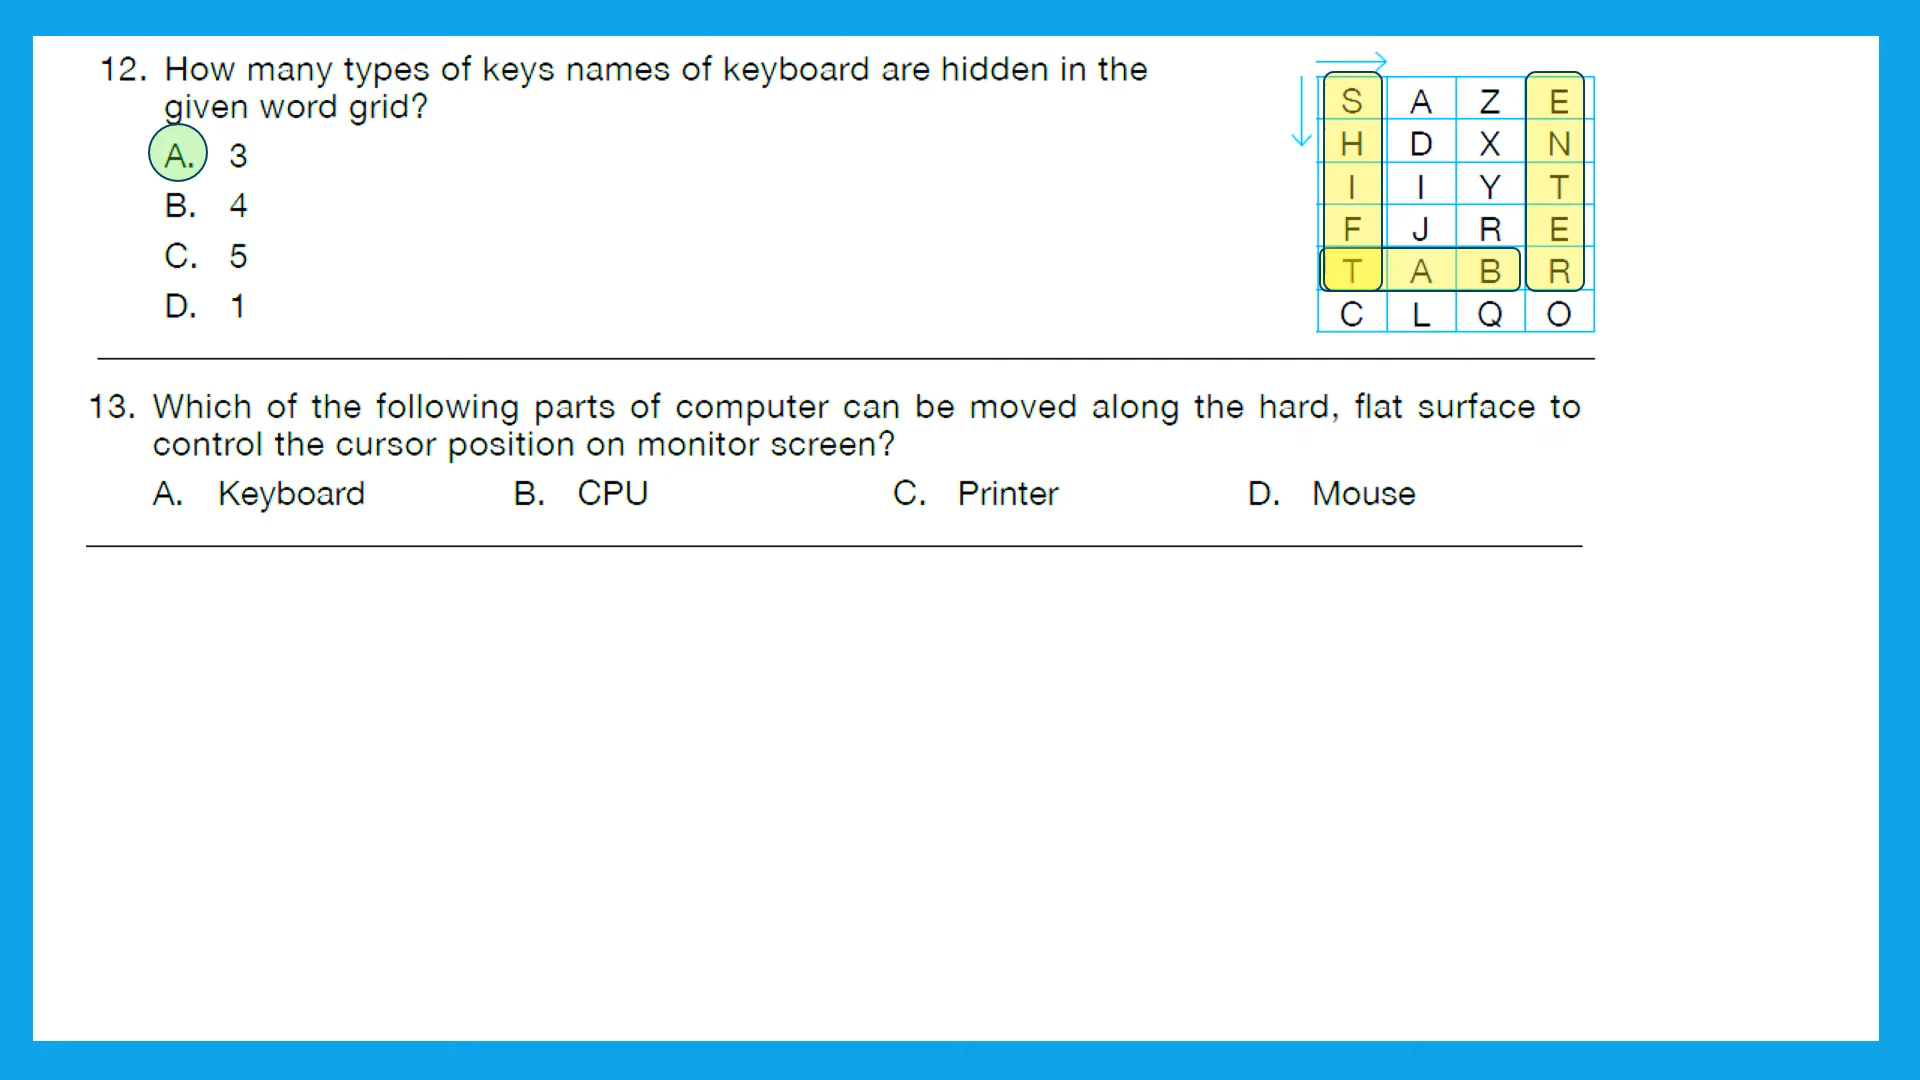 12. How many types of keys names of keyboard are hidden in the
given word grid?
A. 3
B. 4
C. 5
D. 1
S A Z E
H D X N
I I Y T
F J R E
T A B R
C L Q O
13. Which of the following parts of computer can be moved along the hard, flat surface to
control the cursor position on monitor screen?
A. Keyboard B. CPU C. Printer D. Mouse